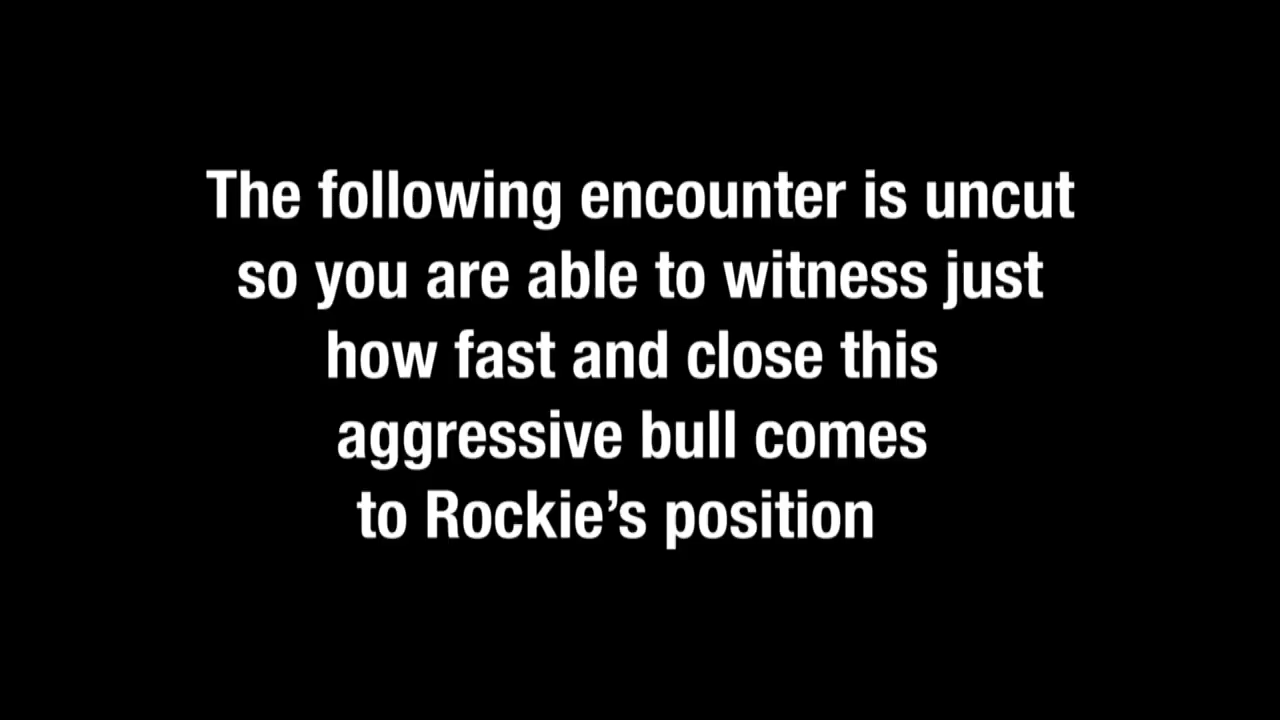 The following encounter is uncut
so you are able to witness just
how fast and close this
aggressive bull comes
to Rockie’s position